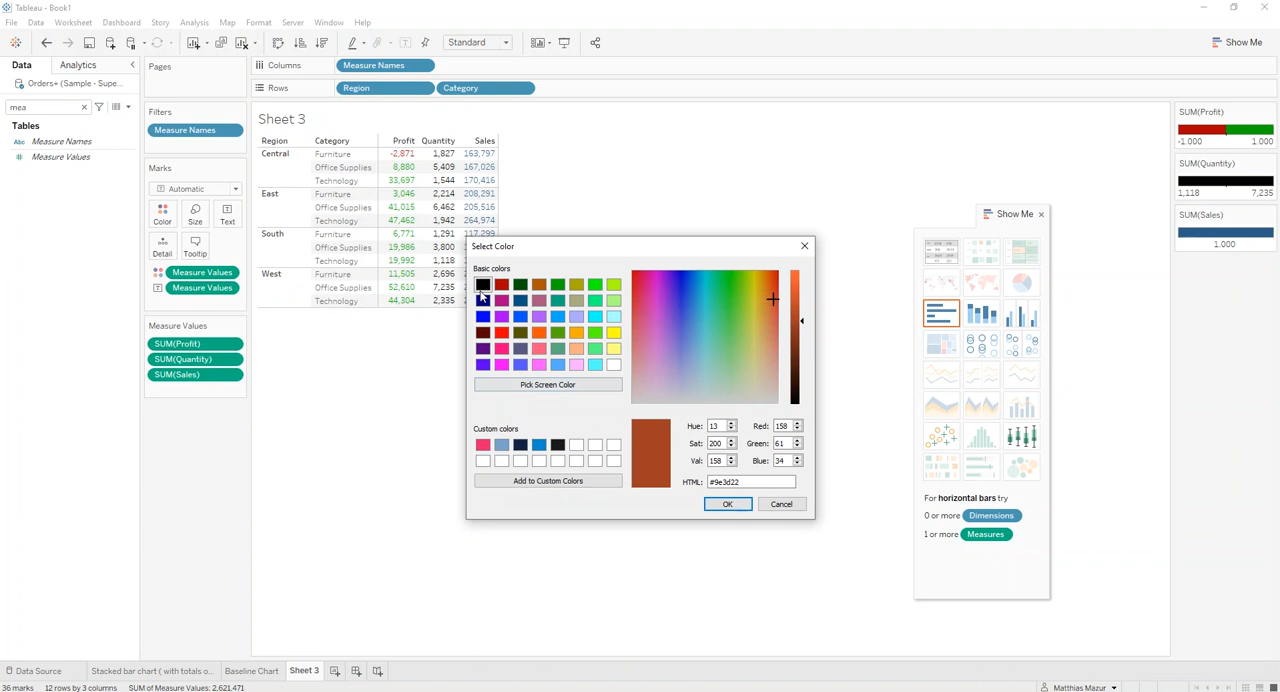 Tableau - Book1
File Data Worksheet Dashboard Story Analysis Map Format Server Window Help
Standard
Show Me
Data Analytics
Orders+ (Sample - Supe...
mea
Tables
Abc Measure Names
# Measure Values
Pages
Filters
Measure Names
Marks
Automatic
Color Size Text
Detail Tooltip
Measure Values
Measure Values
Measure Values
SUM(Profit)
SUM(Quantity)
SUM(Sales)
Columns Measure Names
Rows Region Category
Sheet 3
Region Category Profit Quantity Sales
Central Furniture -2,871 1,827 163,797
Office Supplies 8,880 5,409 167,026
Technology 33,697 1,544 170,416
East Furniture 3,046 2,214 208,291
Office Supplies 41,015 6,462 205,516
Technology 47,462 1,942 264,974
South Furniture 6,771 1,291 117,299
Office Supplies 19,986 3,800
Technology 19,992 1,118
West Furniture 11,505 2,696
Office Supplies 52,610 7,235
Technology 44,304 2,335
Select Color
Basic colors
Pick Screen Color
Custom colors
Add to Custom Colors
Hue: 13 Red: 158
Sat: 200 Green: 61
Val: 158 Blue: 34
HTML: #9e3d22
OK Cancel
Show Me
For horizontal bars try
0 or more Dimensions
1 or more Measures
SUM(Profit)
-1.000 1.000
SUM(Quantity)
1,118 7,235
SUM(Sales)
1.000
Data Source Stacked bar chart ( with totals o... Baseline Chart Sheet 3
36 marks 12 rows by 3 columns SUM of Measure Values: 2,621,471
Matthias Mazur